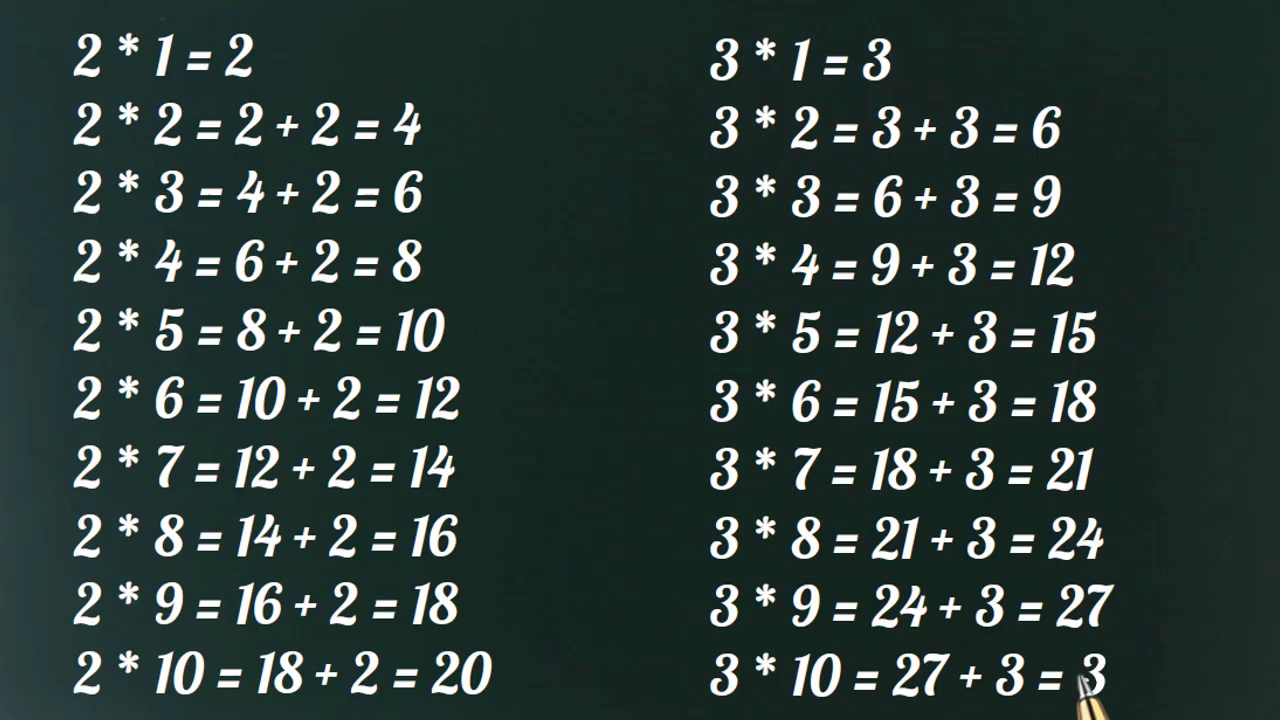 2 * 1 = 2
2 * 2 = 2 + 2 = 4
2 * 3 = 4 + 2 = 6
2 * 4 = 6 + 2 = 8
2 * 5 = 8 + 2 = 10
2 * 6 = 10 + 2 = 12
2 * 7 = 12 + 2 = 14
2 * 8 = 14 + 2 = 16
2 * 9 = 16 + 2 = 18
2 * 10 = 18 + 2 = 20
3 * 1 = 3
3 * 2 = 3 + 3 = 6
3 * 3 = 6 + 3 = 9
3 * 4 = 9 + 3 = 12
3 * 5 = 12 + 3 = 15
3 * 6 = 15 + 3 = 18
3 * 7 = 18 + 3 = 21
3 * 8 = 21 + 3 = 24
3 * 9 = 24 + 3 = 27
3 * 10 = 27 + 3 = 3